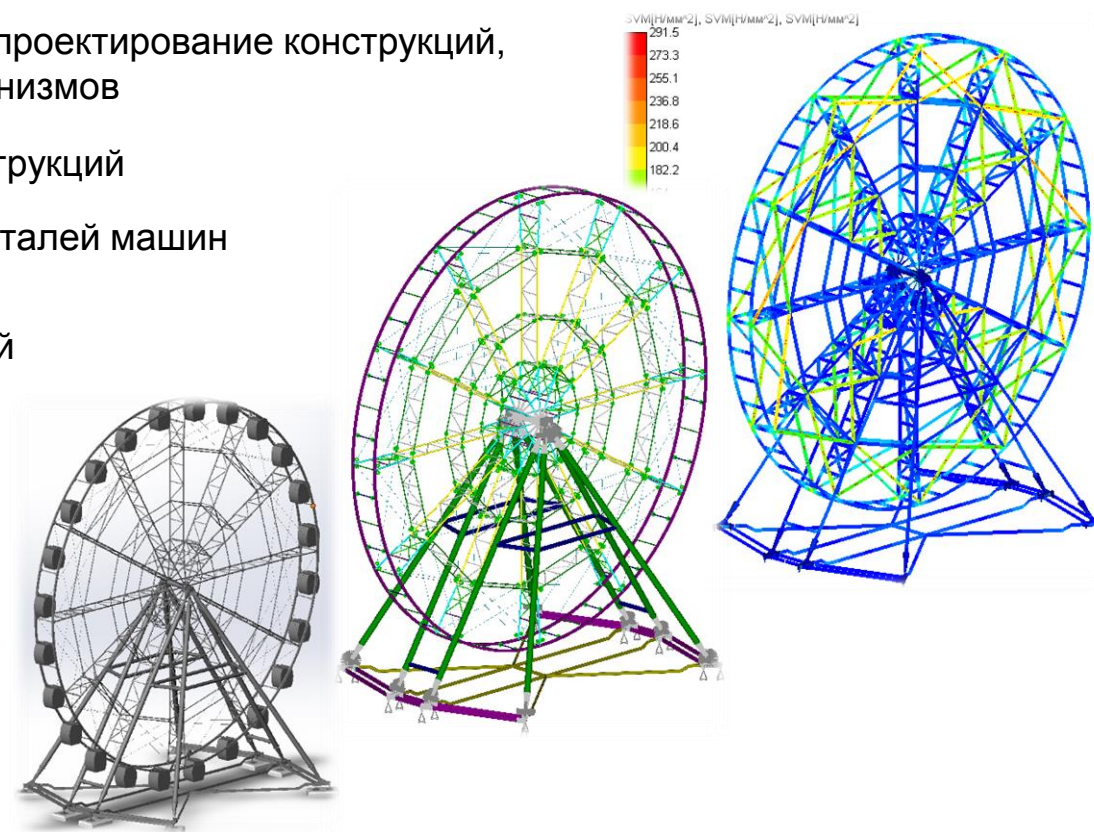 проектирование конструкций,
низмов
трукций
талей машин
й
SVM[Н/мм^2], SVM[Н/мм^2], SVM[Н/мм^2]
291.5
273.3
255.1
236.8
218.6
200.4
182.2